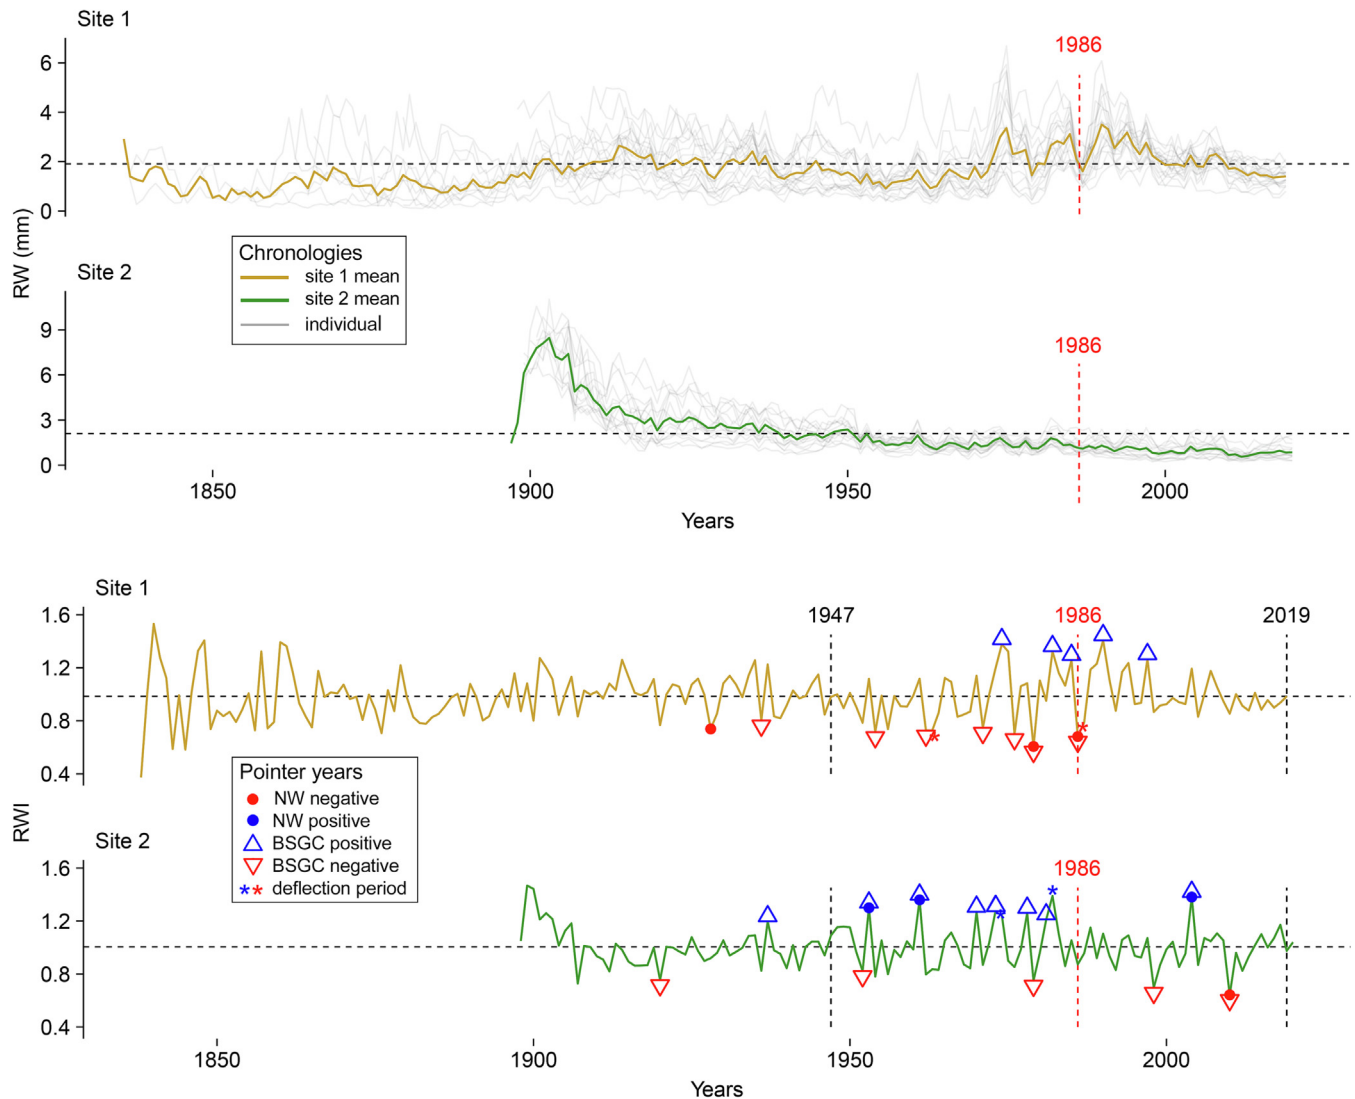 Site 1
1986
6
4
2
0
RW (mm)
Chronologies
site 1 mean
site 2 mean
individual
Site 2
1986
9
6
3
0
1850
1900
1950
2000
Years
Site 1
1947
1986
2019
1.6
1.2
0.8
0.4
RWI
Pointer years
NW negative
NW positive
BSGC positive
BSGC negative
** deflection period
Site 2
1986
1.6
1.2
0.8
0.4
1850
1900
1950
2000
Years